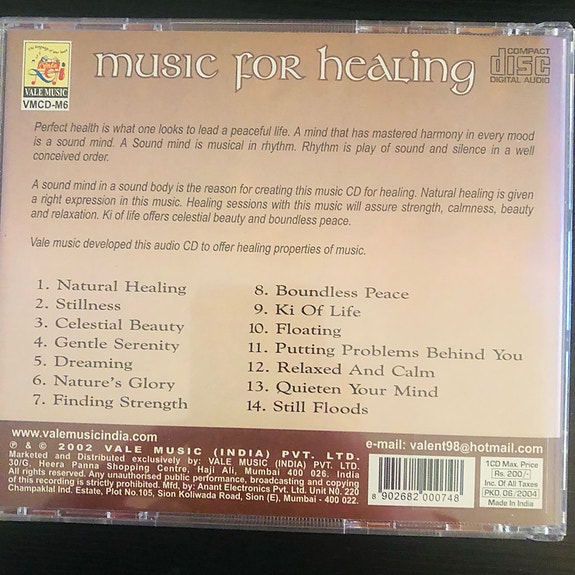 music for healing
COMPACT
disc
DIGITAL AUDIO
VALE MUSIC
VMCD-M6
Perfect health is what one looks to lead a peaceful life. A mind that has mastered harmony in every mood
is a sound mind. A Sound mind is musical in rhythm. Rhythm is play of sound and silence in a well
conceived order.
A sound mind in a sound body is the reason for creating this music CD for healing. Natural healing is given
a right expression in this music. Healing sessions with this music will assure strength, calmness, beauty
and relaxation. Ki of life offers celestial beauty and boundless peace.
Vale music developed this audio CD to offer healing properties of music.
1. Natural Healing
2. Stillness
3. Celestial Beauty
4. Gentle Serenity
5. Dreaming
6. Nature's Glory
7. Finding Strength
8. Boundless Peace
9. Ki Of Life
10. Floating
11. Putting Problems Behind You
12. Relaxed And Calm
13. Quieten Your Mind
14. Still Floods
www.valemusicindia.com
e-mail: valent98@hotmail.com
℗ & © 2002 VALE MUSIC (INDIA) PVT. LTD.
Marketed and Distributed exclusively by: VALE MUSIC (INDIA) PVT. LTD.
30/G, Heera Panna Shopping Centre, Haji Ali, Mumbai 400 026. INDIA
All rights reserved. Any unauthorised public performance, broadcasting and copying
of this recording is strictly prohibited. Mfd, by: Anant Electronics Pvt. Ltd. Unit N0. 220
Champaklal Ind. Estate, Plot No.105, Sion Koliwada Road, Sion (E), Mumbai - 400 022.
8 902682 000748
1CD Max. Price
Rs. 200/-
Inc. Of All Taxes
PKD. 06/2004
Made In India